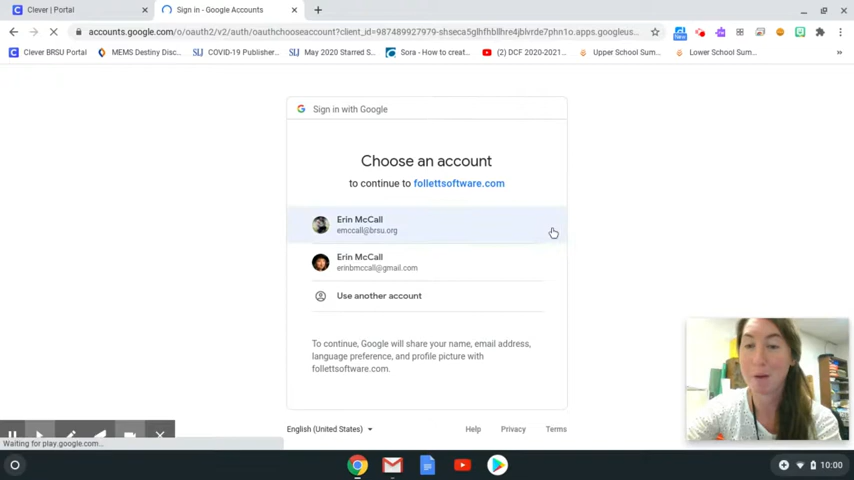 Clever | Portal
Sign in - Google Accounts
accounts.google.com/o/oauth2/v2/auth/oauthchooseaccount?client_id=987489927979-shseca5glhfhbllhre4jblvrde7phn1o.apps.googleus...
Clever BRSU Portal
MEMS Destiny Disc...
COVID-19 Publisher...
May 2020 Starred S...
Sora - How to creat...
(2) DCF 2020-2021...
Upper School Sum...
Lower School Sum...
»
Sign in with Google
Choose an account
to continue to follettsoftware.com
Erin McCall
emccall@brsu.org
Erin McCall
erinbmccall@gmail.com
Use another account
To continue, Google will share your name, email address,
language preference, and profile picture with
follettsoftware.com.
English (United States)
Help
Privacy
Terms
Waiting for play.google.com...
10:00